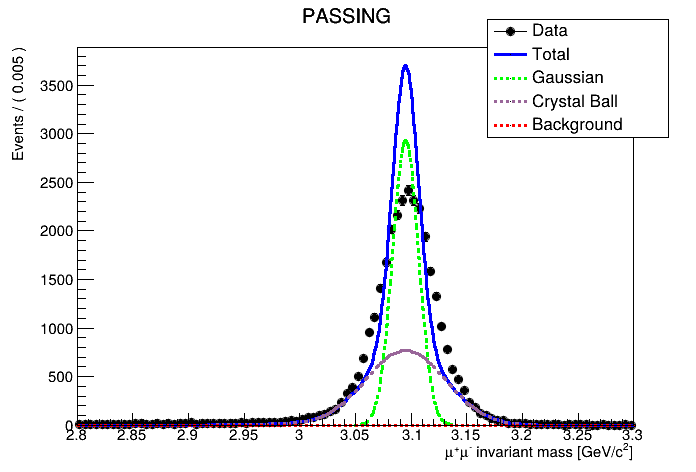 PASSING
Data
Total
Gaussian
Crystal Ball
Background
Events / ( 0.005 )
3500
3000
2500
2000
1500
1000
500
0
2.8 2.85 2.9 2.95 3 3.05 3.1 3.15 3.2 3.25 3.3
μ⁺μ⁻ invariant mass [GeV/c²]